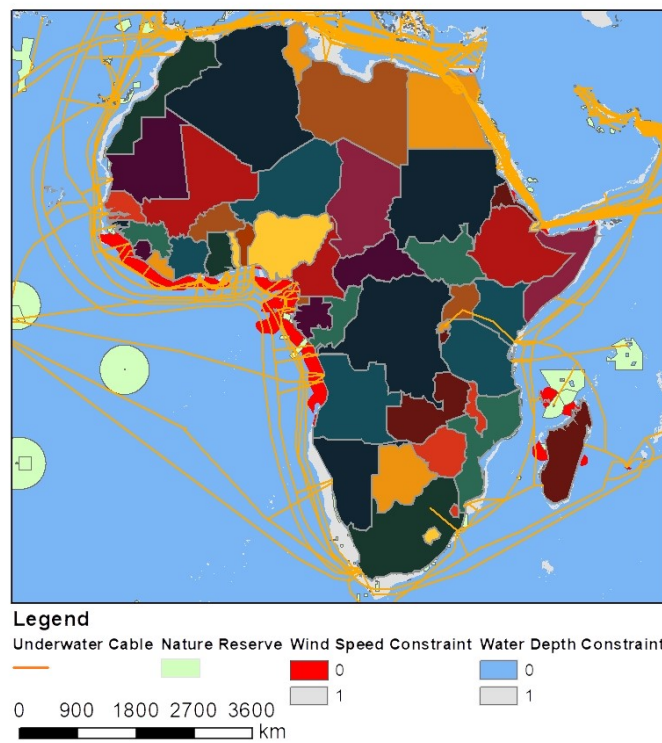 Legend
Underwater Cable Nature Reserve Wind Speed Constraint Water Depth Constraint
0 0
1 1
0 900 1800 2700 3600
km